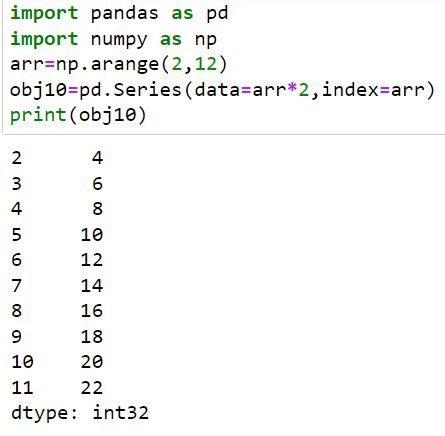 import pandas as pd
import numpy as np
arr=np.arange(2,12)
obj10=pd.Series(data=arr*2,index=arr)
print(obj10)
2      4
3      6
4      8
5     10
6     12
7     14
8     16
9     18
10    20
11    22
dtype: int32